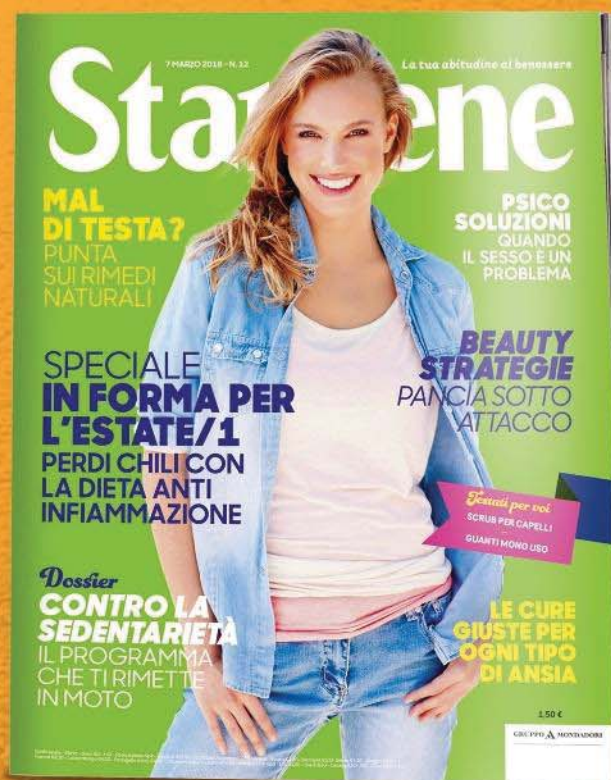 7 MARZO 2018 - N. 12
La tua abitudine al benessere
Sta ene
MAL
DI TESTA?
PUNTA
SUI RIMEDI
NATURALI
PSICO
SOLUZIONI
QUANDO
IL SESSO È UN
PROBLEMA
SPECIALE
IN FORMA PER
L'ESTATE/1
PERDI CHILI CON
LA DIETA ANTI
INFIAMMAZIONE
BEAUTY
STRATEGIE
PANCIA SOTTO
ATTACCO
Testati per voi
SCRUB PER CAPELLI
GUANTI MONO USO
Dossier
CONTRO LA
SEDENTARIETÀ
IL PROGRAMMA
CHE TI RIMETTE
IN MOTO
LE CURE
GIUSTE PER
OGNI TIPO
DI ANSIA
1,50 €
GRUPPO MONDADORI